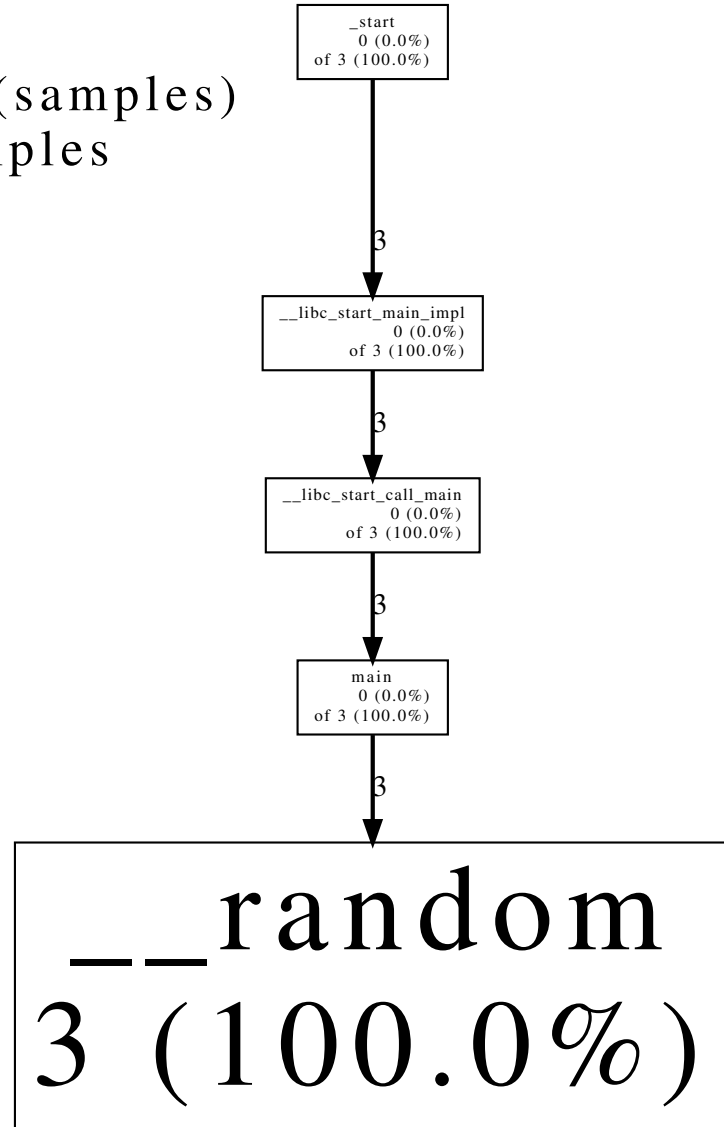 _start
0 (0.0%)
of 3 (100.0%)
(samples)
ples
3
__libc_start_main_impl
0 (0.0%)
of 3 (100.0%)
3
__libc_start_call_main
0 (0.0%)
of 3 (100.0%)
3
main
0 (0.0%)
of 3 (100.0%)
3
__random
3 (100.0%)